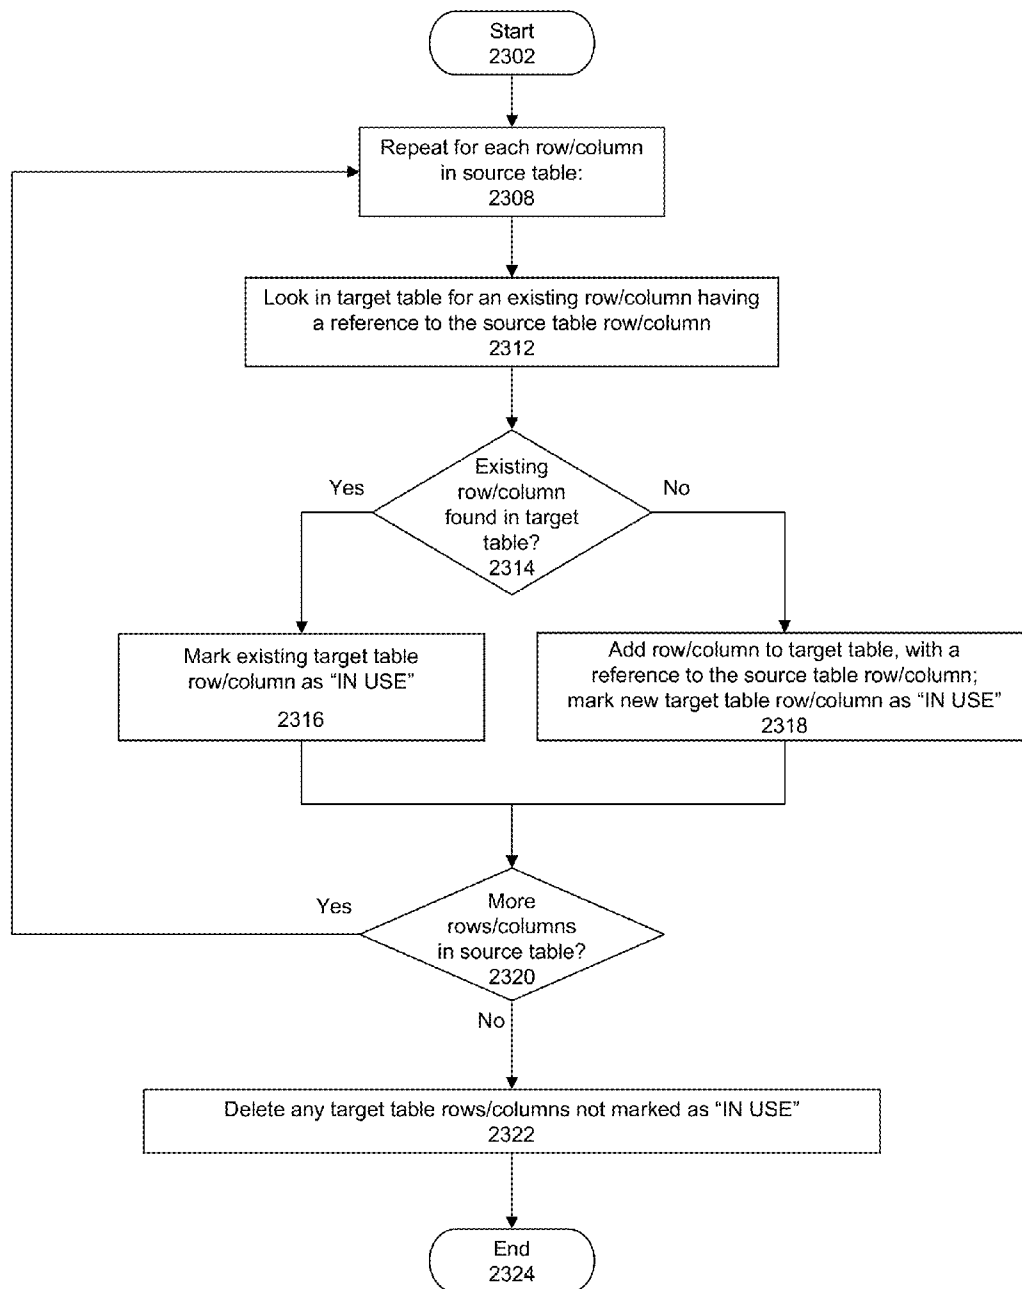 Start
2302
Repeat for each row/column
in source table:
2308
Look in target table for an existing row/column having
a reference to the source table row/column
2312
Existing
row/column
found in target
table?
2314
Yes
No
Mark existing target table
row/column as “IN USE”
2316
Add row/column to target table, with a
reference to the source table row/column;
mark new target table row/column as “IN USE”
2318
More
rows/columns
in source table?
2320
Yes
No
Delete any target table rows/columns not marked as “IN USE”
2322
End
2324